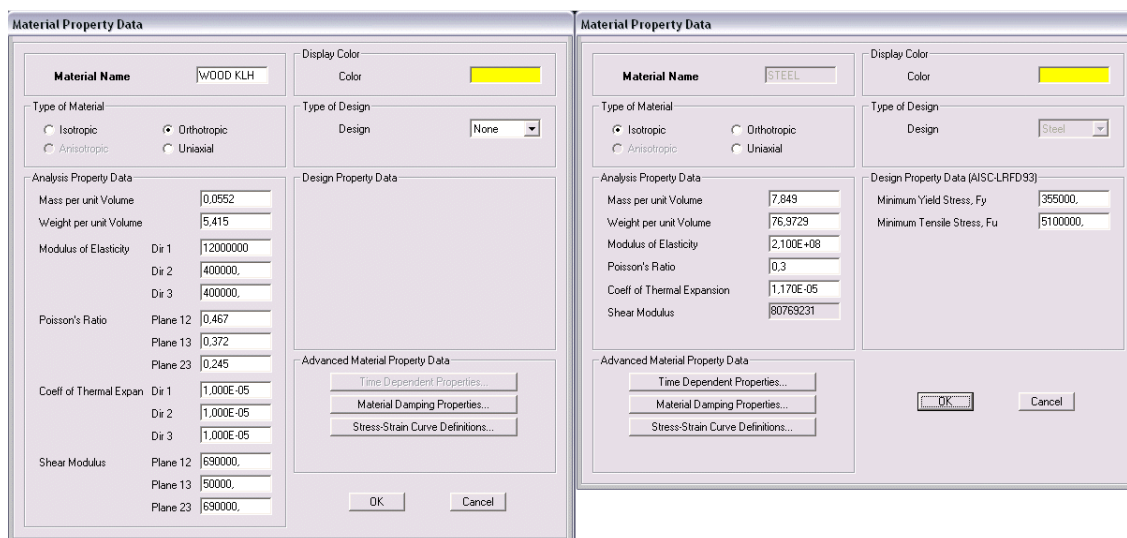 Material Property Data
Material Name WOOD KLH
Display Color
Color
Type of Material
Isotropic Orthotropic
Anisotropic Uniaxial
Type of Design
Design None
Analysis Property Data
Mass per unit Volume 0,0552
Weight per unit Volume 5,415
Modulus of Elasticity Dir 1 12000000
Dir 2 400000,
Dir 3 400000,
Poisson's Ratio Plane 12 0,467
Plane 13 0,372
Plane 23 0,245
Coeff of Thermal Expan Dir 1 1,000E-05
Dir 2 1,000E-05
Dir 3 1,000E-05
Shear Modulus Plane 12 690000,
Plane 13 50000,
Plane 23 690000,
Design Property Data
Advanced Material Property Data
Time Dependent Properties...
Material Damping Properties...
Stress-Strain Curve Definitions...
OK Cancel
Material Property Data
Material Name STEEL
Display Color
Color
Type of Material
Isotropic Orthotropic
Anisotropic Uniaxial
Type of Design
Design Steel
Analysis Property Data
Mass per unit Volume 7,849
Weight per unit Volume 76,9729
Modulus of Elasticity 2,100E+08
Poisson's Ratio 0,3
Coeff of Thermal Expansion 1,170E-05
Shear Modulus 80769231
Design Property Data (AISC-LRFD93)
Minimum Yield Stress, Fy 355000,
Minimum Tensile Stress, Fu 5100000,
Advanced Material Property Data
Time Dependent Properties...
Material Damping Properties...
Stress-Strain Curve Definitions...
OK Cancel